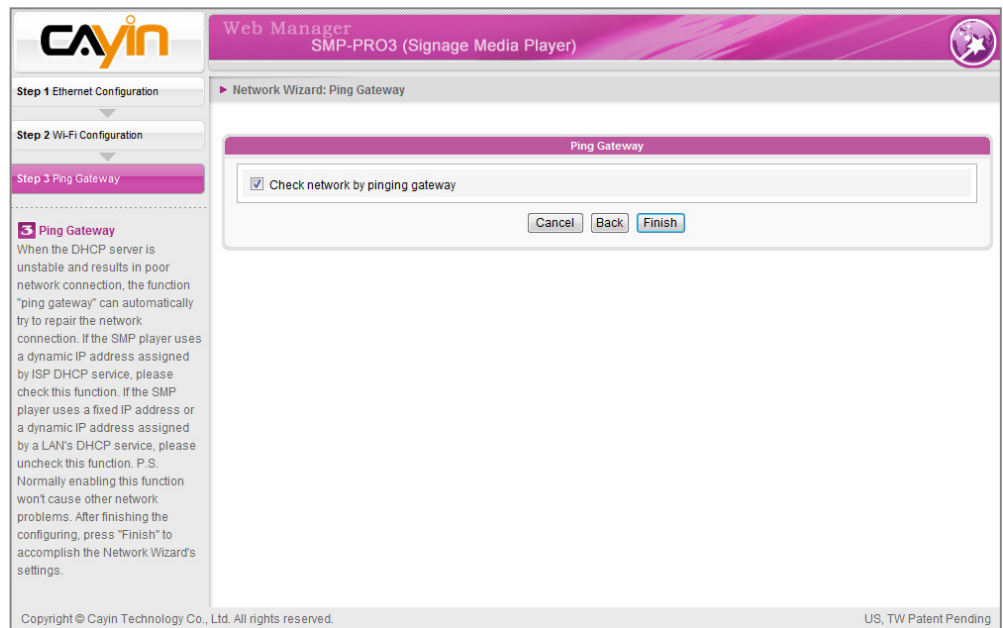 CAYIN
Web Manager
SMP-PRO3 (Signage Media Player)
Step 1 Ethernet Configuration
Step 2 Wi-Fi Configuration
Step 3 Ping Gateway
3 Ping Gateway
When the DHCP server is
unstable and results in poor
network connection, the function
"ping gateway" can automatically
try to repair the network
connection. If the SMP player uses
a dynamic IP address assigned
by ISP DHCP service, please
check this function. If the SMP
player uses a fixed IP address or
a dynamic IP address assigned
by a LAN's DHCP service, please
uncheck this function. P.S.
Normally enabling this function
won't cause other network
problems. After finishing the
configuring, press "Finish" to
accomplish the Network Wizard's
settings.
Network Wizard: Ping Gateway
Ping Gateway
Check network by pinging gateway
Cancel Back Finish
Copyright © Cayin Technology Co., Ltd. All rights reserved. US, TW Patent Pending